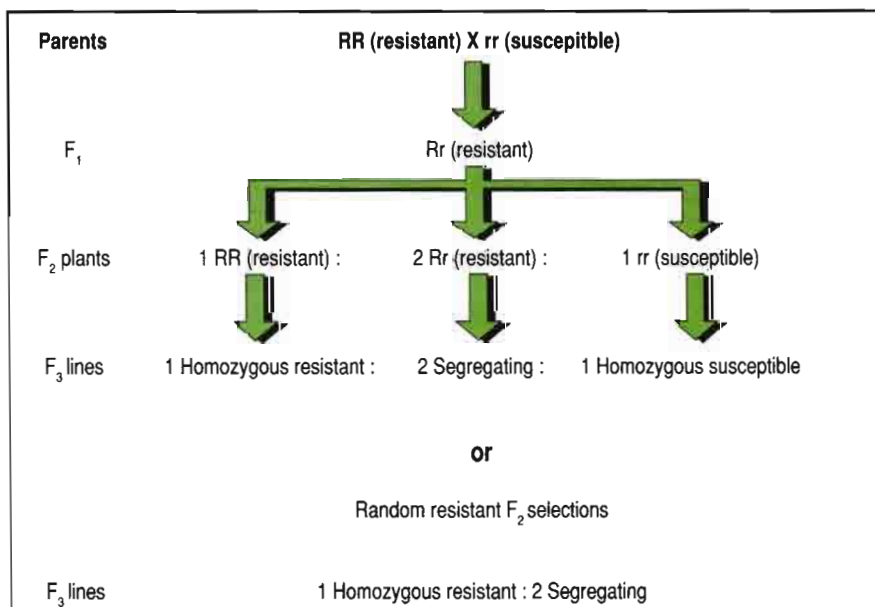 Parents RR (resistant) X rr (suscepitble)
F₁ Rr (resistant)
F₂ plants 1 RR (resistant) : 2 Rr (resistant) : 1 rr (susceptible)
F₃ lines 1 Homozygous resistant : 2 Segregating : 1 Homozygous susceptible
or
Random resistant F₂ selections
F₃ lines 1 Homozygous resistant : 2 Segregating